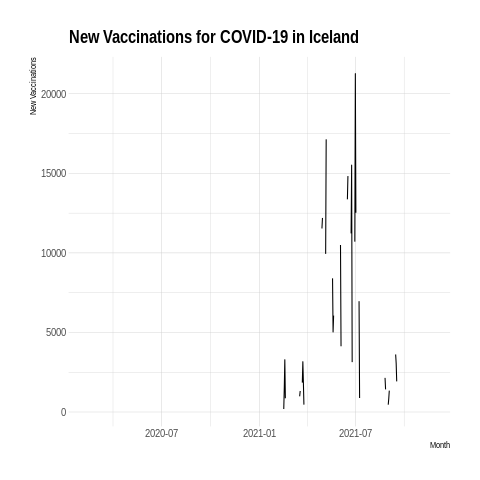 New Vaccinations for COVID-19 in Iceland
New Vaccinations
20000
15000
10000
5000
0
2020-07 2021-01 2021-07
Month